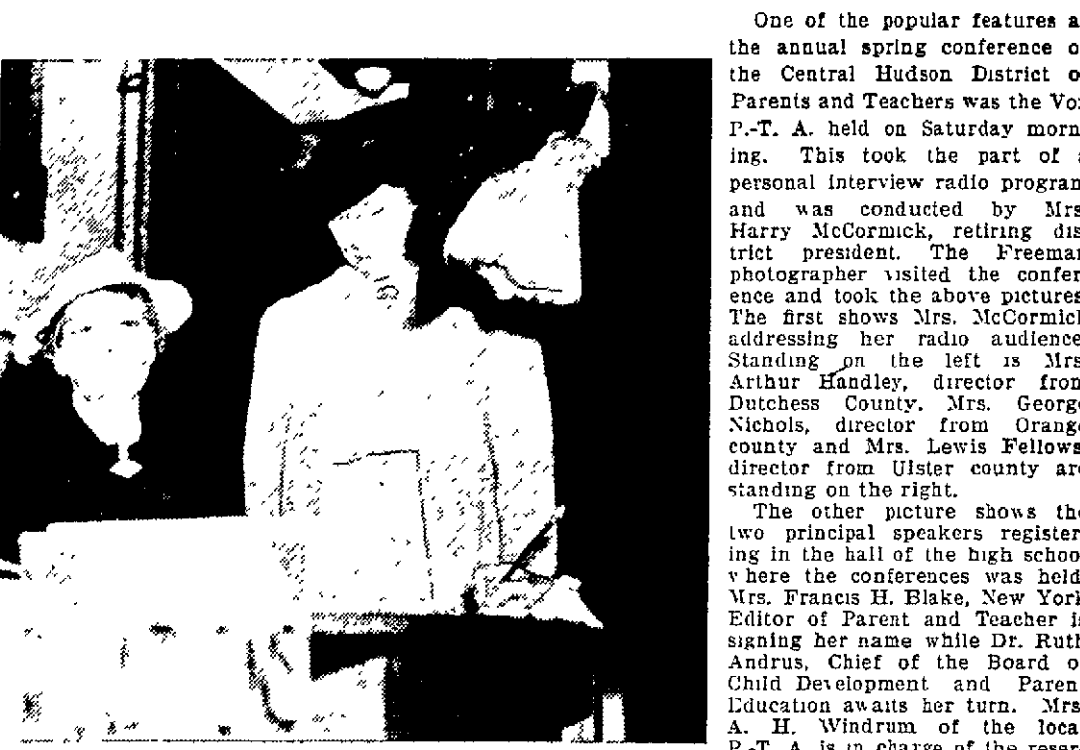 One of the popular features a
the annual spring conference o
the Central Hudson District o
Parents and Teachers was the Vo
P.-T. A. held on Saturday morn
ing. This took the part of a
personal interview radio program
and was conducted by Mrs
Harry McCormick, retiring dis
trict president. The Freeman
photographer visited the confer
ence and took the above pictures
The first shows Mrs. McCormick
addressing her radio audience
Standing on the left is Mrs
Arthur Handley, director from
Dutchess County. Mrs. George
Nichols, director from Orange
county and Mrs. Lewis Fellows
director from Ulster county are
standing on the right.
The other picture shows the
two principal speakers register
ing in the hall of the high school
where the conferences was held
Mrs. Francis H. Blake, New York
Editor of Parent and Teacher is
signing her name while Dr. Ruth
Andrus, Chief of the Board o
Child Development and Paren
Education awaits her turn. Mrs
A. H. Windrum of the loca
P.-T. A. is in charge of the